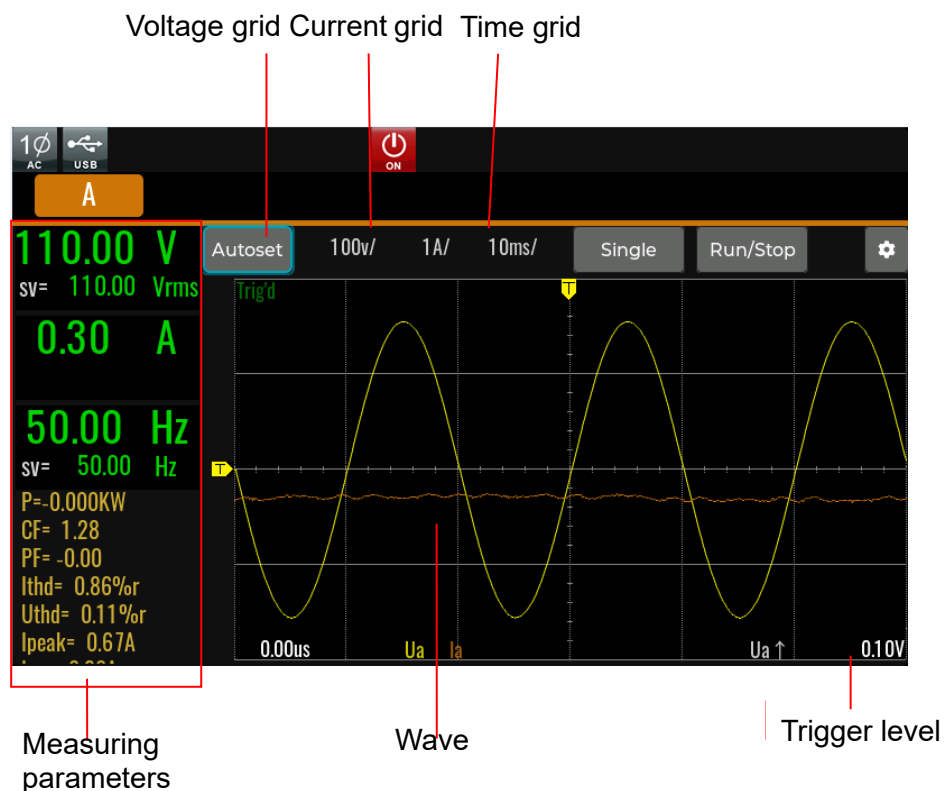 Voltage grid Current grid Time grid
1Ø
AC
USB
ON
A
110.00 V
sv= 110.00 Vrms
0.30 A
50.00 Hz
sv= 50.00 Hz
P=-0.000KW
CF= 1.28
PF= -0.00
Ithd= 0.86%r
Uthd= 0.11%r
Ipeak= 0.67A
Autoset 100v/ 1A/ 10ms/ Single Run/Stop
Trig'd
T
T
0.00us Ua Ia Ua↑ 0.10V
Measuring
parameters
Wave
Trigger level